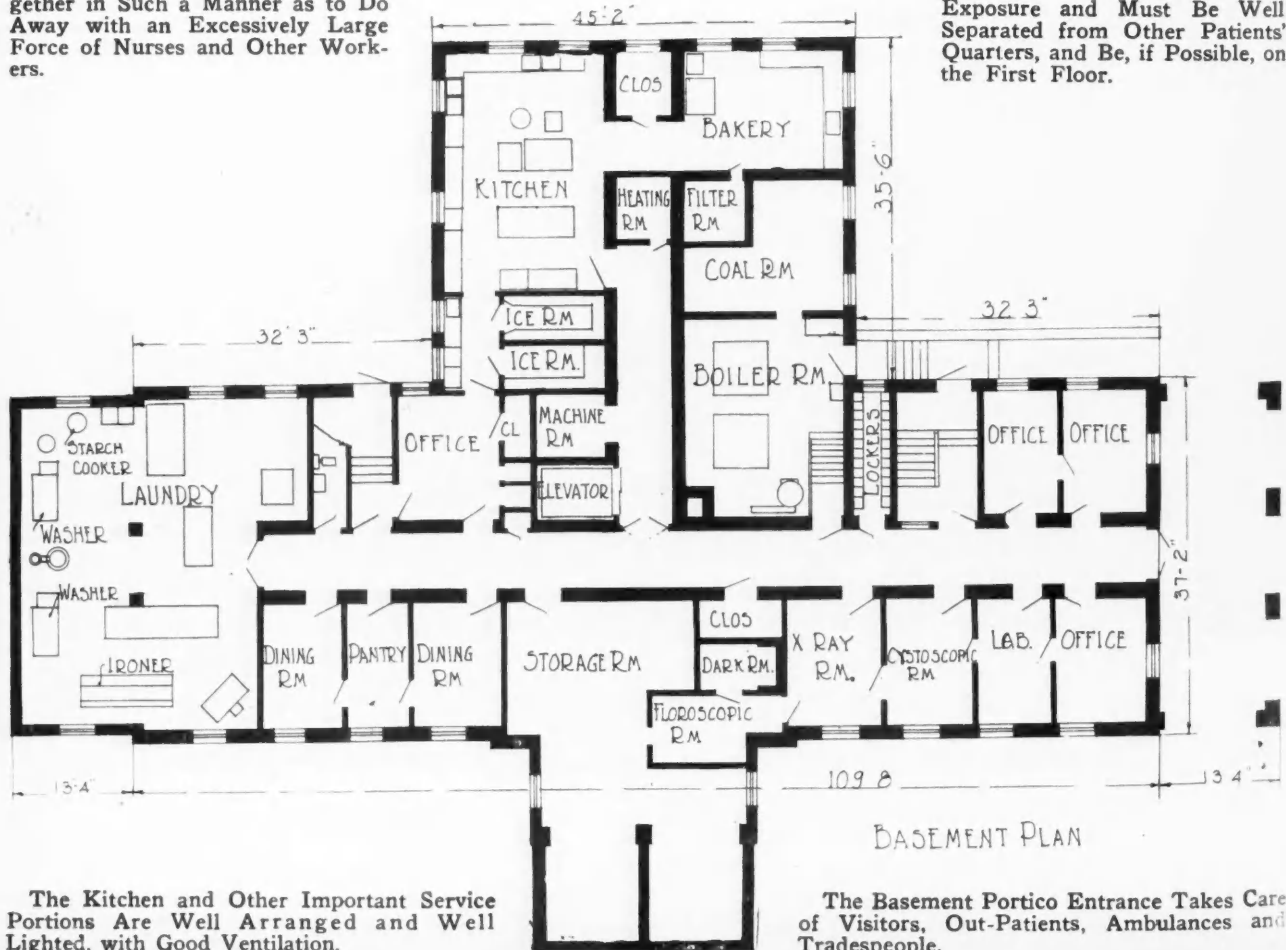 gether in Such a Manner as to Do
Away with an Excessively Large
Force of Nurses and Other Work-
ers.
Exposure and Must Be Well
Separated from Other Patients'
Quarters, and Be, if Possible, on
the First Floor.
45'-2"
CLOS
BAKERY
KITCHEN
HEATING
RM
FILTER
RM
35'-6"
COAL RM
ICE RM
ICE RM.
32'3"
32'3"
BOILER RM.
MACHINE
RM
CL
OFFICE
ELEVATOR
LOCKERS
OFFICE
OFFICE
STARCH
COOKER
LAUNDRY
WASHER
WASHER
IRONER
37'-2"
DINING
RM
PANTRY
DINING
RM
STORAGE RM
CLOS
DARK RM.
FLOROSCOPIC
RM
X RAY
RM.
CYSTOSCOPIC
RM
LAB.
OFFICE
13'-4"
109 8
13 4"
BASEMENT PLAN
The Kitchen and Other Important Service
Portions Are Well Arranged and Well
Lighted, with Good Ventilation.
The Basement Portico Entrance Takes Care
of Visitors, Out-Patients, Ambulances and
Tradespeople.